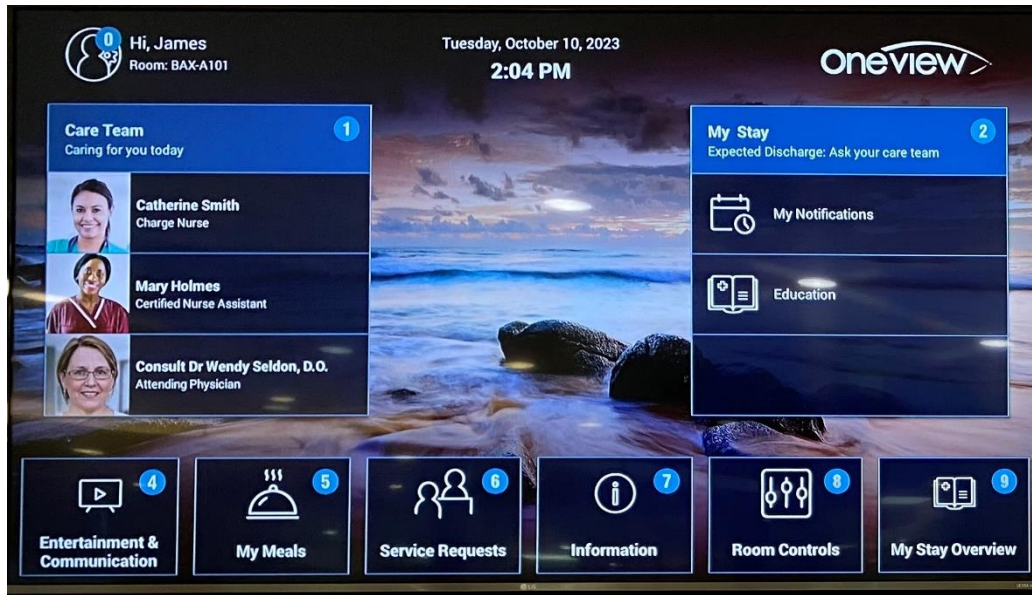 0
Hi, James
Room: BAX-A101
Tuesday, October 10, 2023
2:04 PM
Oneview
Care Team
1
Caring for you today
Catherine Smith
Charge Nurse
Mary Holmes
Certified Nurse Assistant
Consult Dr Wendy Seldon, D.O.
Attending Physician
My Stay
2
Expected Discharge: Ask your care team
My Notifications
Education
4
Entertainment &
Communication
5
My Meals
6
Service Requests
7
Information
8
Room Controls
9
My Stay Overview
LG